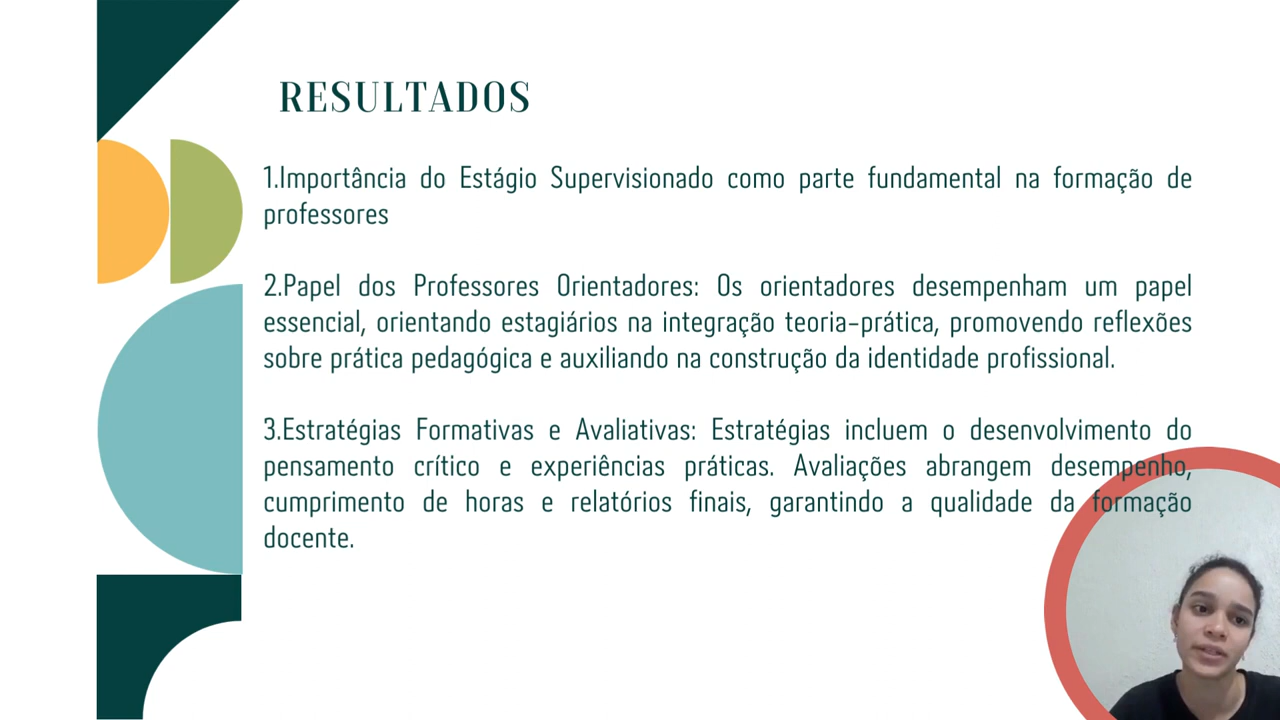 RESULTADOS
1.Importância do Estágio Supervisionado como parte fundamental na formação de
professores
2.Papel dos Professores Orientadores: Os orientadores desempenham um papel
essencial, orientando estagiários na integração teoria-prática, promovendo reflexões
sobre prática pedagógica e auxiliando na construção da identidade profissional.
3.Estratégias Formativas e Avaliativas: Estratégias incluem o desenvolvimento do
pensamento crítico e experiências práticas. Avaliações abrangem desempenho,
cumprimento de horas e relatórios finais, garantindo a qualidade da formação
docente.